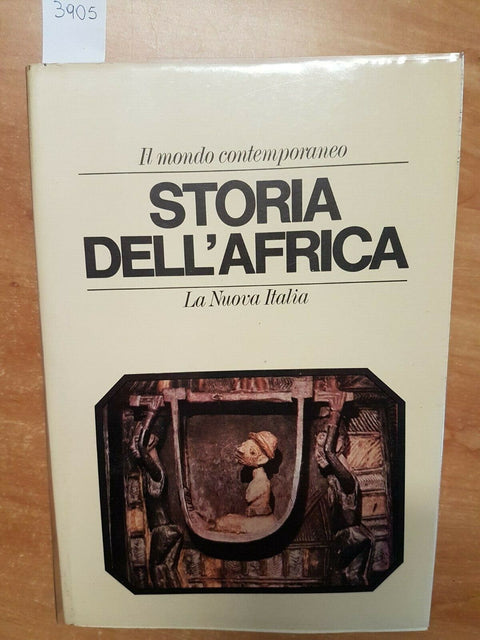 3905
Il mondo contemporaneo
STORIA
DELL'AFRICA
La Nuova Italia